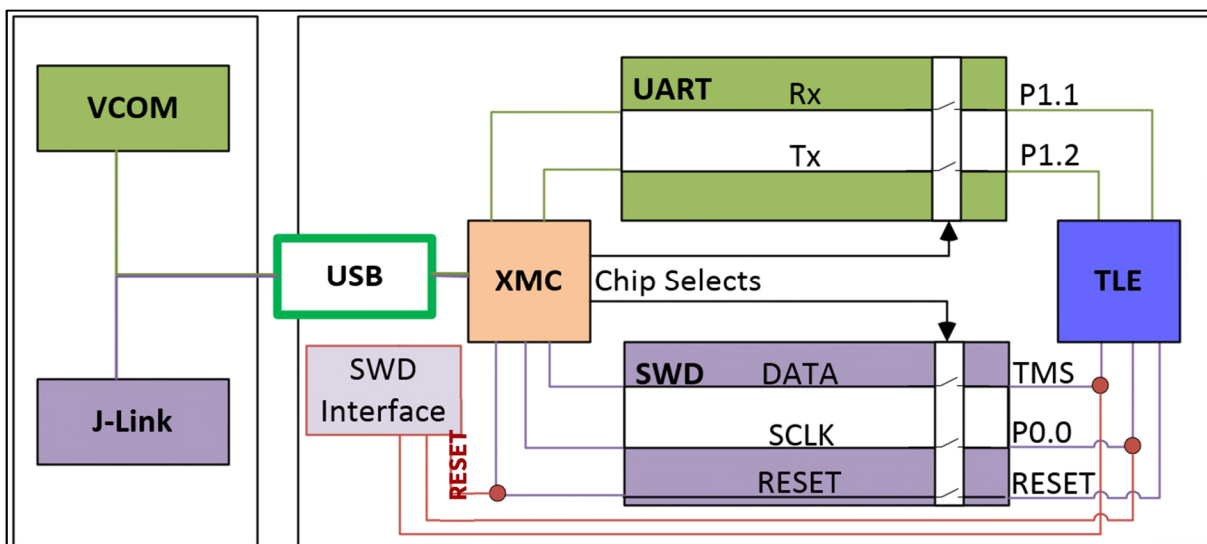 VCOM
J-Link
USB
XMC
Chip Selects
UART
Rx
Tx
P1.1
P1.2
TLE
SWD
Interface
RESET
SWD
DATA
SCLK
RESET
TMS
P0.0
RESET